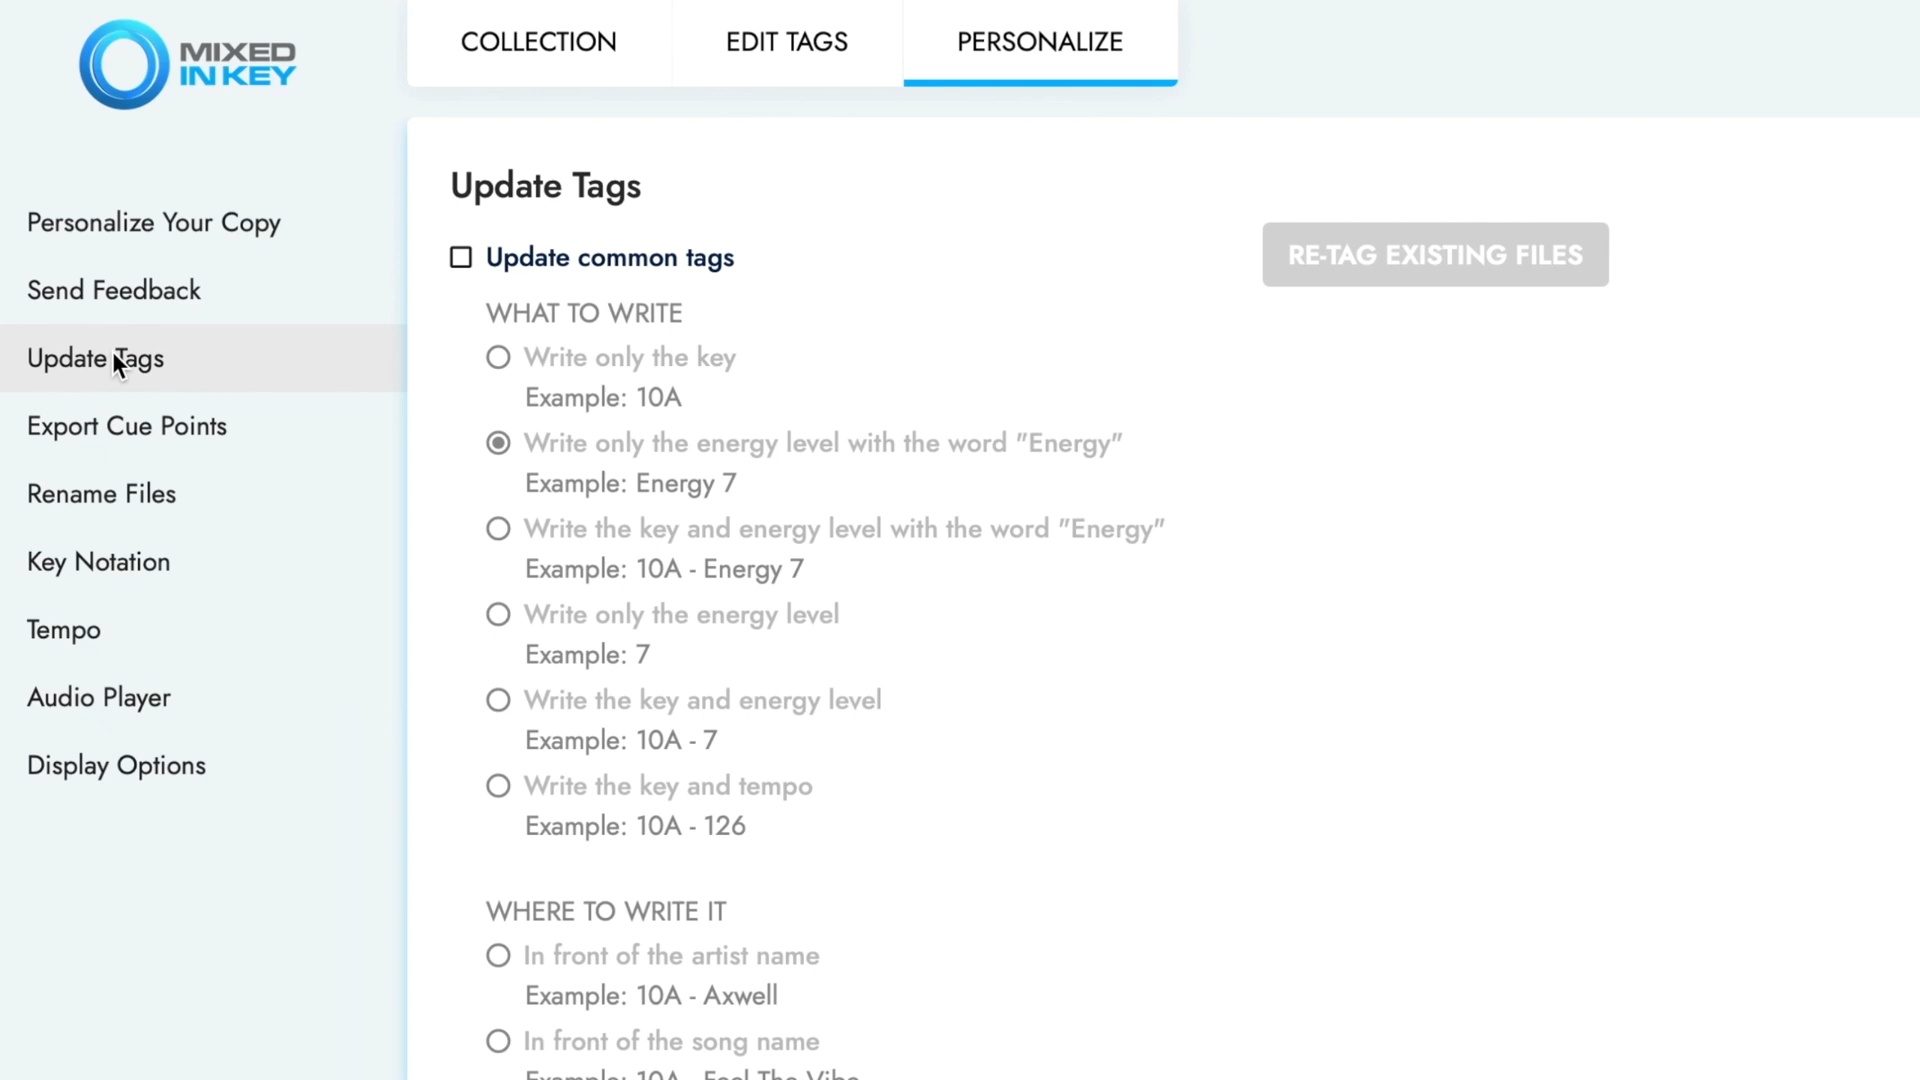 MIXED
IN KEY
COLLECTION
EDIT TAGS
PERSONALIZE
Personalize Your Copy
Send Feedback
Update Tags
Export Cue Points
Rename Files
Key Notation
Tempo
Audio Player
Display Options
Update Tags
Update common tags
RE-TAG EXISTING FILES
WHAT TO WRITE
Write only the key
Example: 10A
Write only the energy level with the word "Energy"
Example: Energy 7
Write the key and energy level with the word "Energy"
Example: 10A - Energy 7
Write only the energy level
Example: 7
Write the key and energy level
Example: 10A - 7
Write the key and tempo
Example: 10A - 126
WHERE TO WRITE IT
In front of the artist name
Example: 10A - Axwell
In front of the song name
Example: 10A - Feel The Vibe